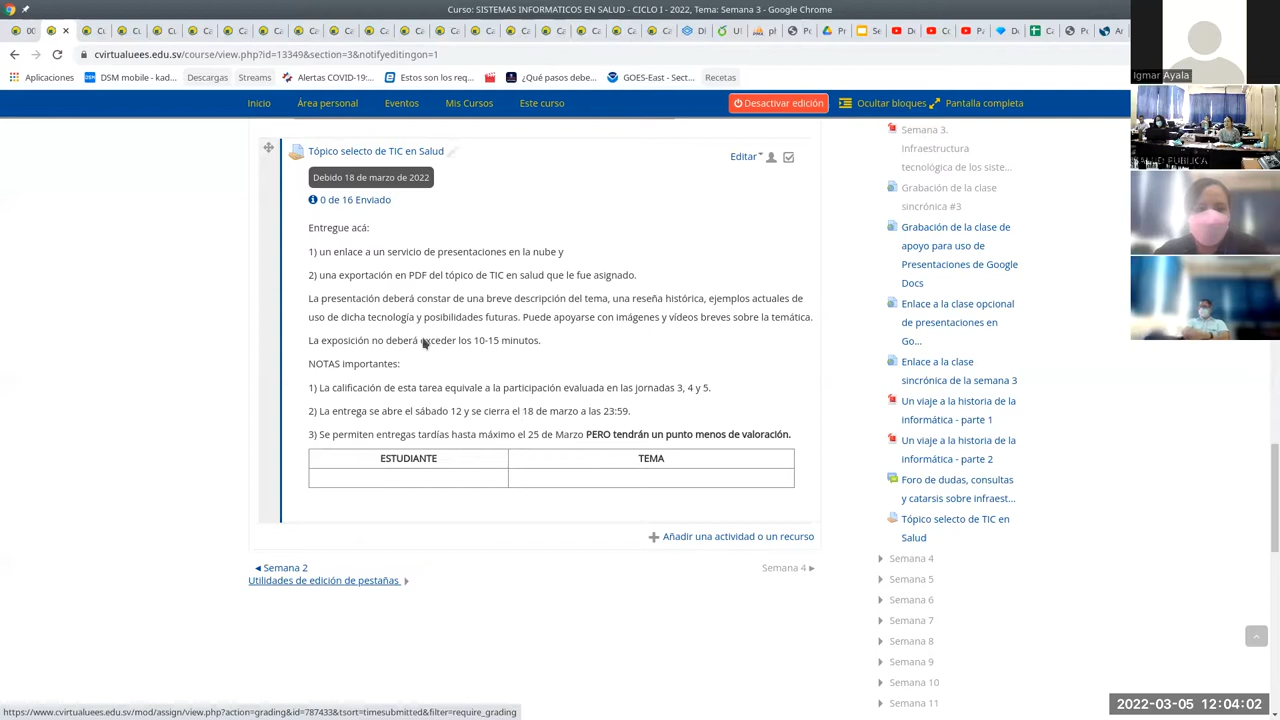 Curso: SISTEMAS INFORMATICOS EN SALUD - CICLO I - 2022, Tema: Semana 3 - Google Chrome
cvirtualuees.edu.sv/course/view.php?id=13349&section=3&notifyeditingon=1
Aplicaciones
DSM mobile - kad...
Descargas
Streams
Alertas COVID-19:...
Estos son los req...
¿Qué pasos debe...
GOES-East - Sect...
Recetas
Inicio
Área personal
Eventos
Mis Cursos
Este curso
Desactivar edición
Ocultar bloques
Pantalla completa
Igmar Ayala
SALUD PUBLICA
Tópico selecto de TIC en Salud
Editar
Debido 18 de marzo de 2022
0 de 16 Enviado
Entregue acá:
1) un enlace a un servicio de presentaciones en la nube y
2) una exportación en PDF del tópico de TIC en salud que le fue asignado.
La presentación deberá constar de una breve descripción del tema, una reseña histórica, ejemplos actuales de
uso de dicha tecnología y posibilidades futuras. Puede apoyarse con imágenes y vídeos breves sobre la temática.
La exposición no deberá exceder los 10-15 minutos.
NOTAS importantes:
1) La calificación de esta tarea equivale a la participación evaluada en las jornadas 3, 4 y 5.
2) La entrega se abre el sábado 12 y se cierra el 18 de marzo a las 23:59.
3) Se permiten entregas tardías hasta máximo el 25 de Marzo PERO tendrán un punto menos de valoración.
ESTUDIANTE
TEMA
Añadir una actividad o un recurso
Semana 2
Semana 4
Utilidades de edición de pestañas
Semana 3.
Infraestructura
tecnológica de los siste...
Grabación de la clase
sincrónica #3
Grabación de la clase de
apoyo para uso de
Presentaciones de Google
Docs
Enlace a la clase opcional
de presentaciones en
Go...
Enlace a la clase
sincrónica de la semana 3
Un viaje a la historia de la
informática - parte 1
Un viaje a la historia de la
informática - parte 2
Foro de dudas, consultas
y catarsis sobre infraest...
Tópico selecto de TIC en
Salud
Semana 4
Semana 5
Semana 6
Semana 7
Semana 8
Semana 9
Semana 10
Semana 11
https://www.cvirtualuees.edu.sv/mod/assign/view.php?action=grading&id=787433&tsort=timesubmitted&filter=require_grading
2022-03-05 12:04:02